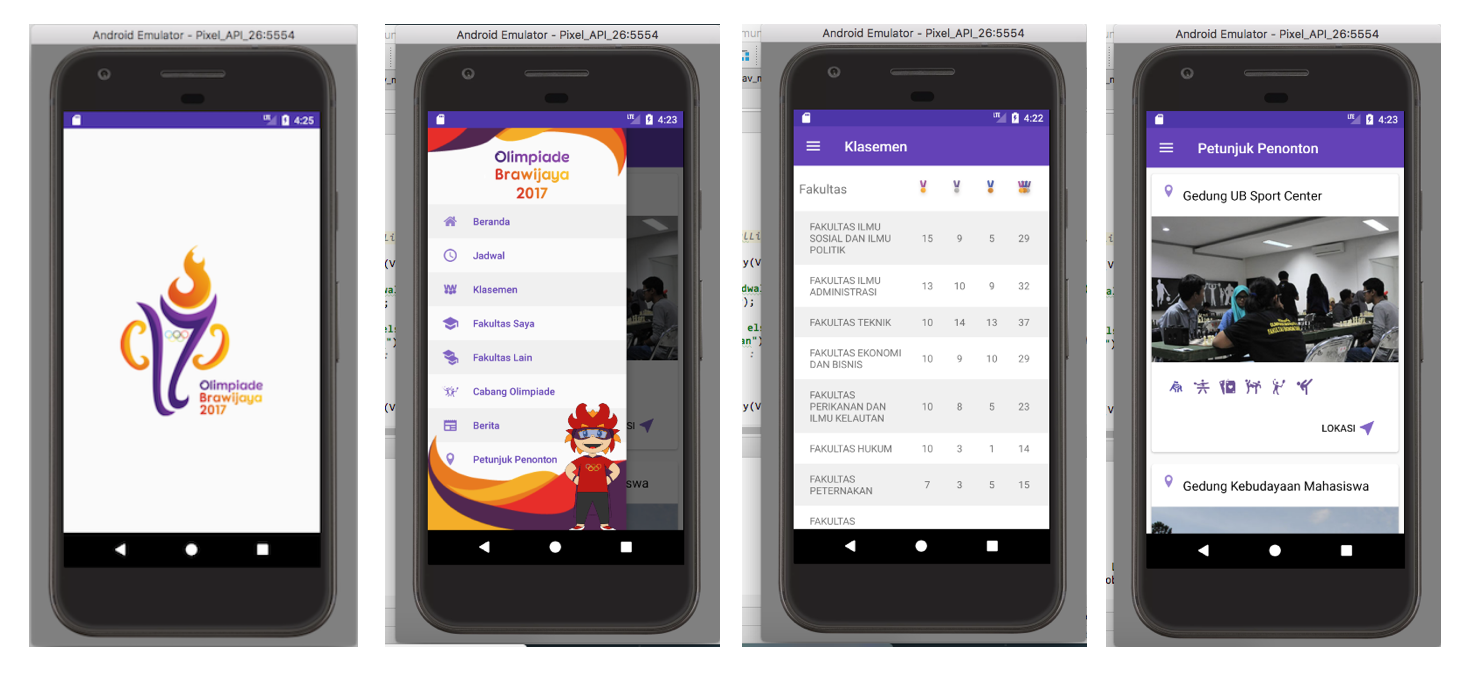 Android Emulator - Pixel_API_26:5554
4:25
Olimpiade
Brawijaya
2017
Android Emulator - Pixel_API_26:5554
LTE 4:23
Olimpiade
Brawijaya
2017
Beranda
Jadwal
Klasemen
Fakultas Saya
Fakultas Lain
Cabang Olimpiade
Berita
Petunjuk Penonton
SI
swa
Android Emulator - Pixel_API_26:5554
LTE 4:22
Klasemen
Fakultas
FAKULTAS ILMU
SOSIAL DAN ILMU
POLITIK
15 9 5 29
FAKULTAS ILMU
ADMINISTRASI
13 10 9 32
FAKULTAS TEKNIK 10 14 13 37
FAKULTAS EKONOMI
DAN BISNIS
10 9 10 29
FAKULTAS
PERIKANAN DAN
ILMU KELAUTAN
10 8 5 23
FAKULTAS HUKUM 10 3 1 14
FAKULTAS
PETERNAKAN
7 3 5 15
FAKULTAS
Android Emulator - Pixel_API_26:5554
LTE 4:23
Petunjuk Penonton
Gedung UB Sport Center
LOKASI
Gedung Kebudayaan Mahasiswa